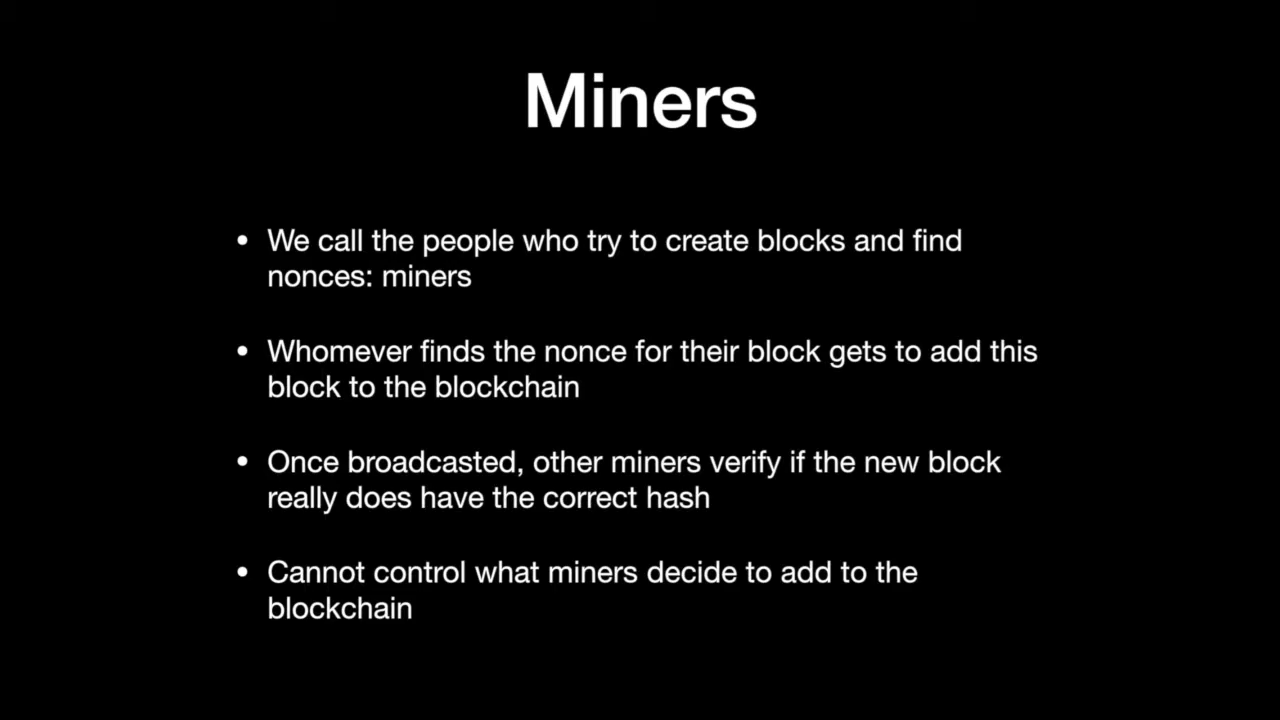 Miners
• We call the people who try to create blocks and find
nonces: miners
• Whomever finds the nonce for their block gets to add this
block to the blockchain
• Once broadcasted, other miners verify if the new block
really does have the correct hash
• Cannot control what miners decide to add to the
blockchain